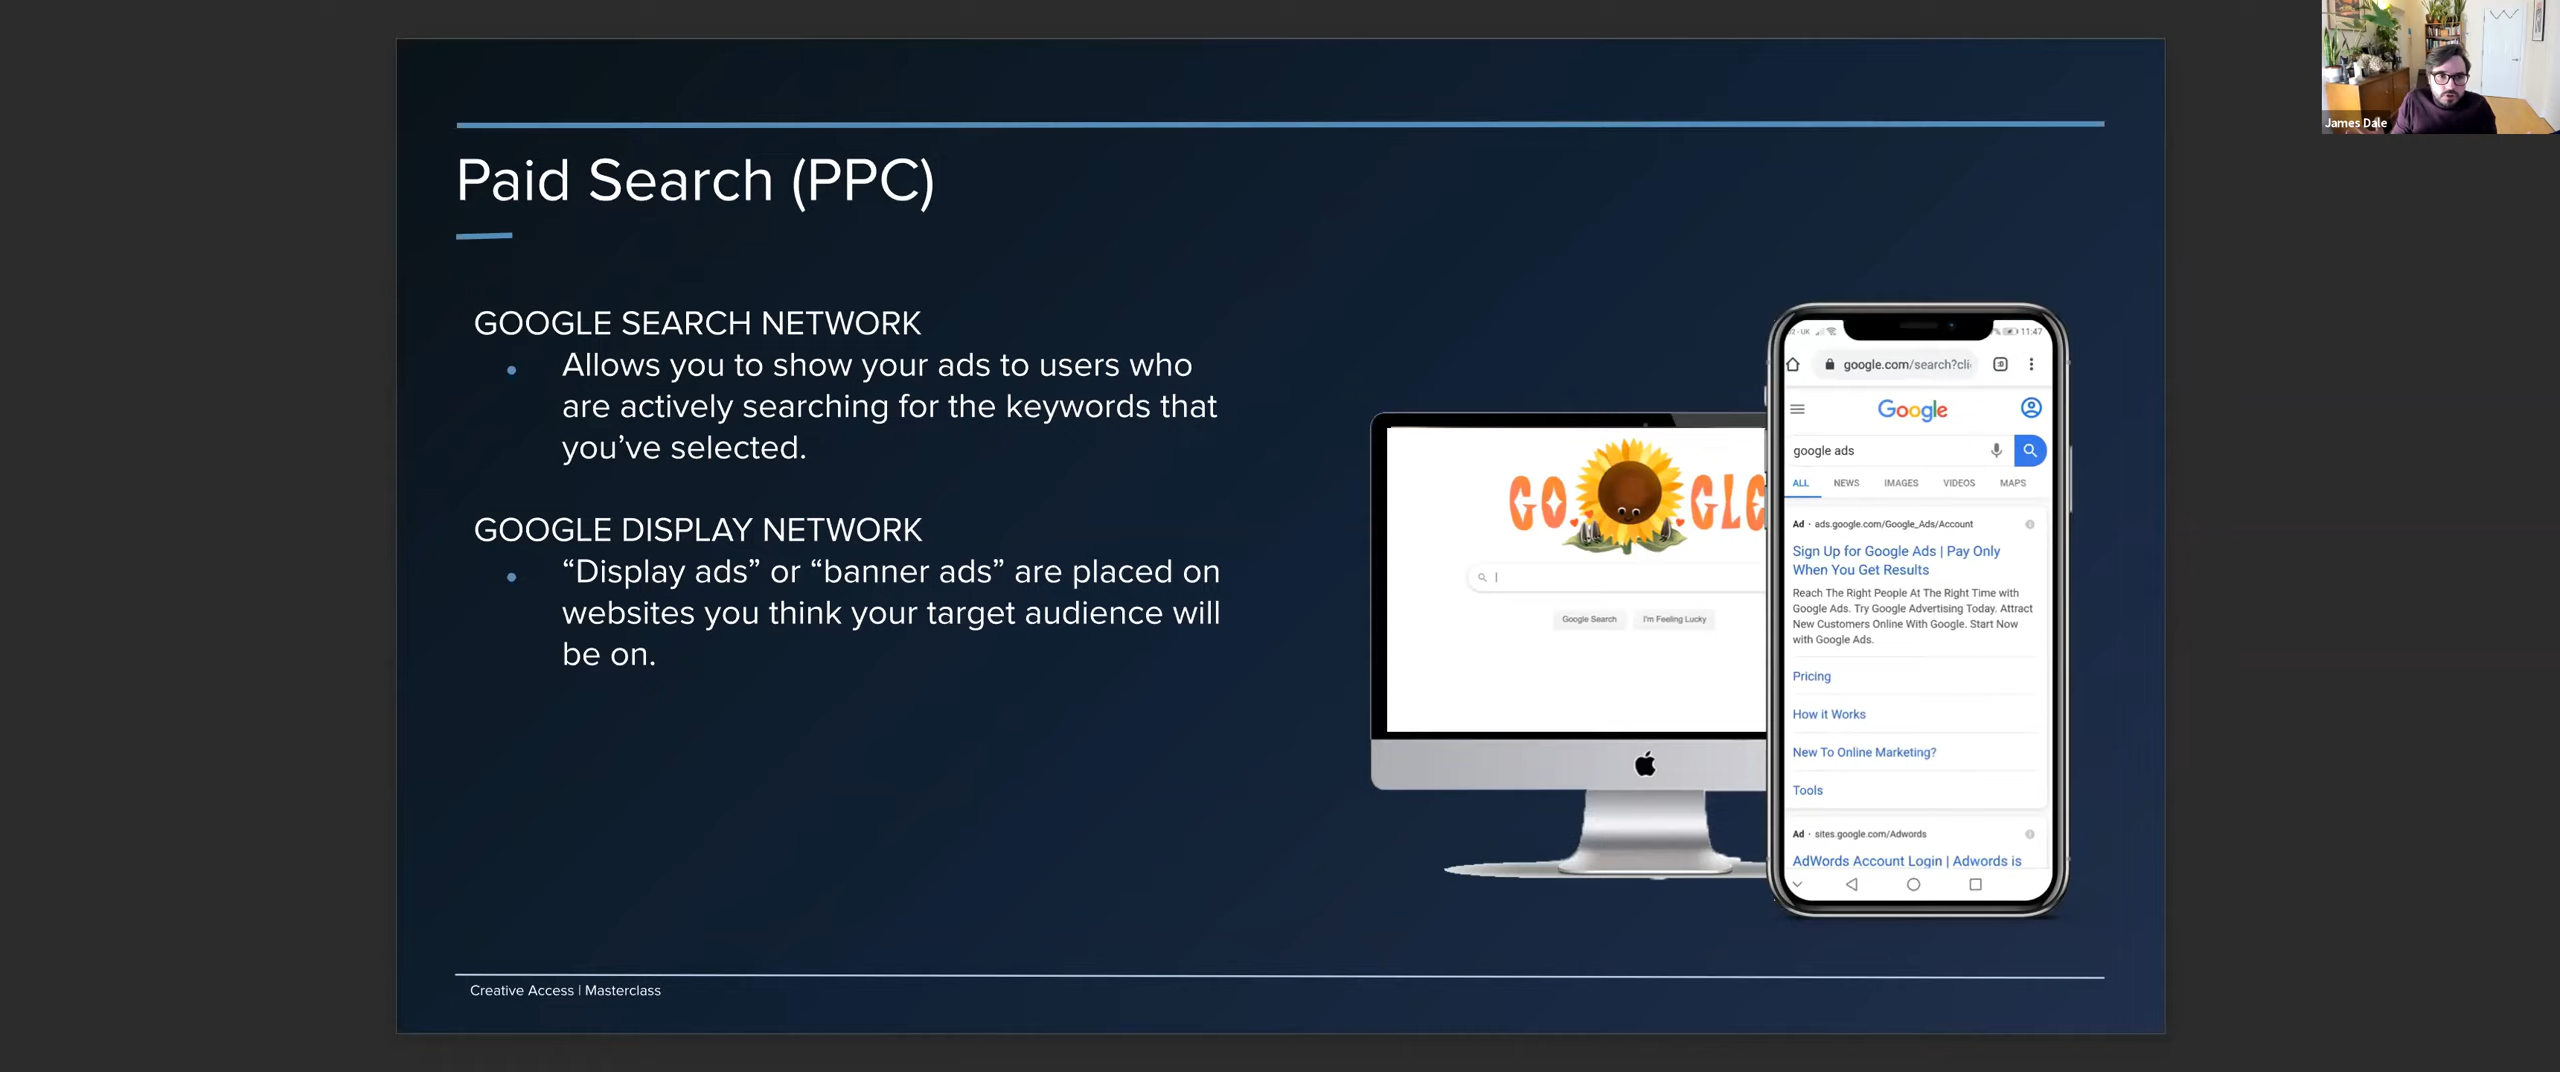 James Dale
Paid Search (PPC)
GOOGLE SEARCH NETWORK
• Allows you to show your ads to users who
are actively searching for the keywords that
you’ve selected.
GOOGLE DISPLAY NETWORK
• “Display ads” or “banner ads” are placed on
websites you think your target audience will
be on.
GO GLE
Google Search I'm Feeling Lucky
11:47
google.com/search?cli
Google
google ads
ALL NEWS IMAGES VIDEOS MAPS
Ad · ads.google.com/Google_Ads/Account
Sign Up for Google Ads | Pay Only
When You Get Results
Reach The Right People At The Right Time with
Google Ads. Try Google Advertising Today. Attract
New Customers Online With Google. Start Now
with Google Ads.
Pricing
How it Works
New To Online Marketing?
Tools
Ad · sites.google.com/Adwords
AdWords Account Login | Adwords is
Creative Access | Masterclass